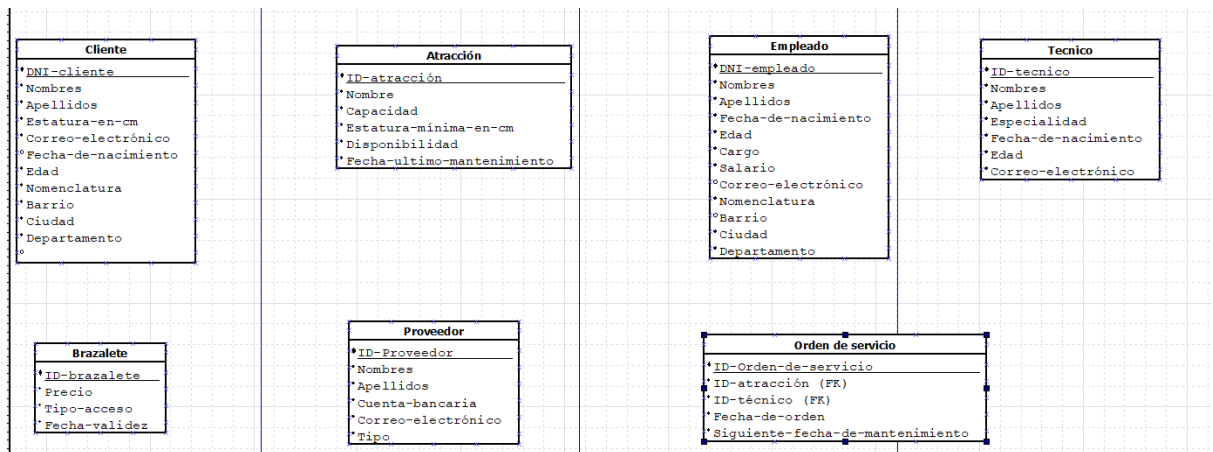 Cliente
DNI-cliente
Nombres
Apellidos
Estatura-en-cm
Correo-electrónico
Fecha-de-nacimiento
Edad
Nomenclatura
Barrio
Ciudad
Departamento
Atracción
ID-atracción
Nombre
Capacidad
Estatura-mínima-en-cm
Disponibilidad
Fecha-ultimo-mantenimiento
Empleado
DNI-empleado
Nombres
Apellidos
Fecha-de-nacimiento
Edad
Cargo
Salario
Correo-electrónico
Nomenclatura
Barrio
Ciudad
Departamento
Tecnico
ID-tecnico
Nombres
Apellidos
Especialidad
Fecha-de-nacimiento
Edad
Correo-electrónico
Brazalete
ID-brazalete
Precio
Tipo-acceso
Fecha-validez
Proveedor
ID-Proveedor
Nombres
Apellidos
Cuenta-bancaria
Correo-electrónico
Tipo
Orden de servicio
ID-Orden-de-servicio
ID-atracción (FK)
ID-técnico (FK)
Fecha-de-orden
Siguiente-fecha-de-mantenimiento